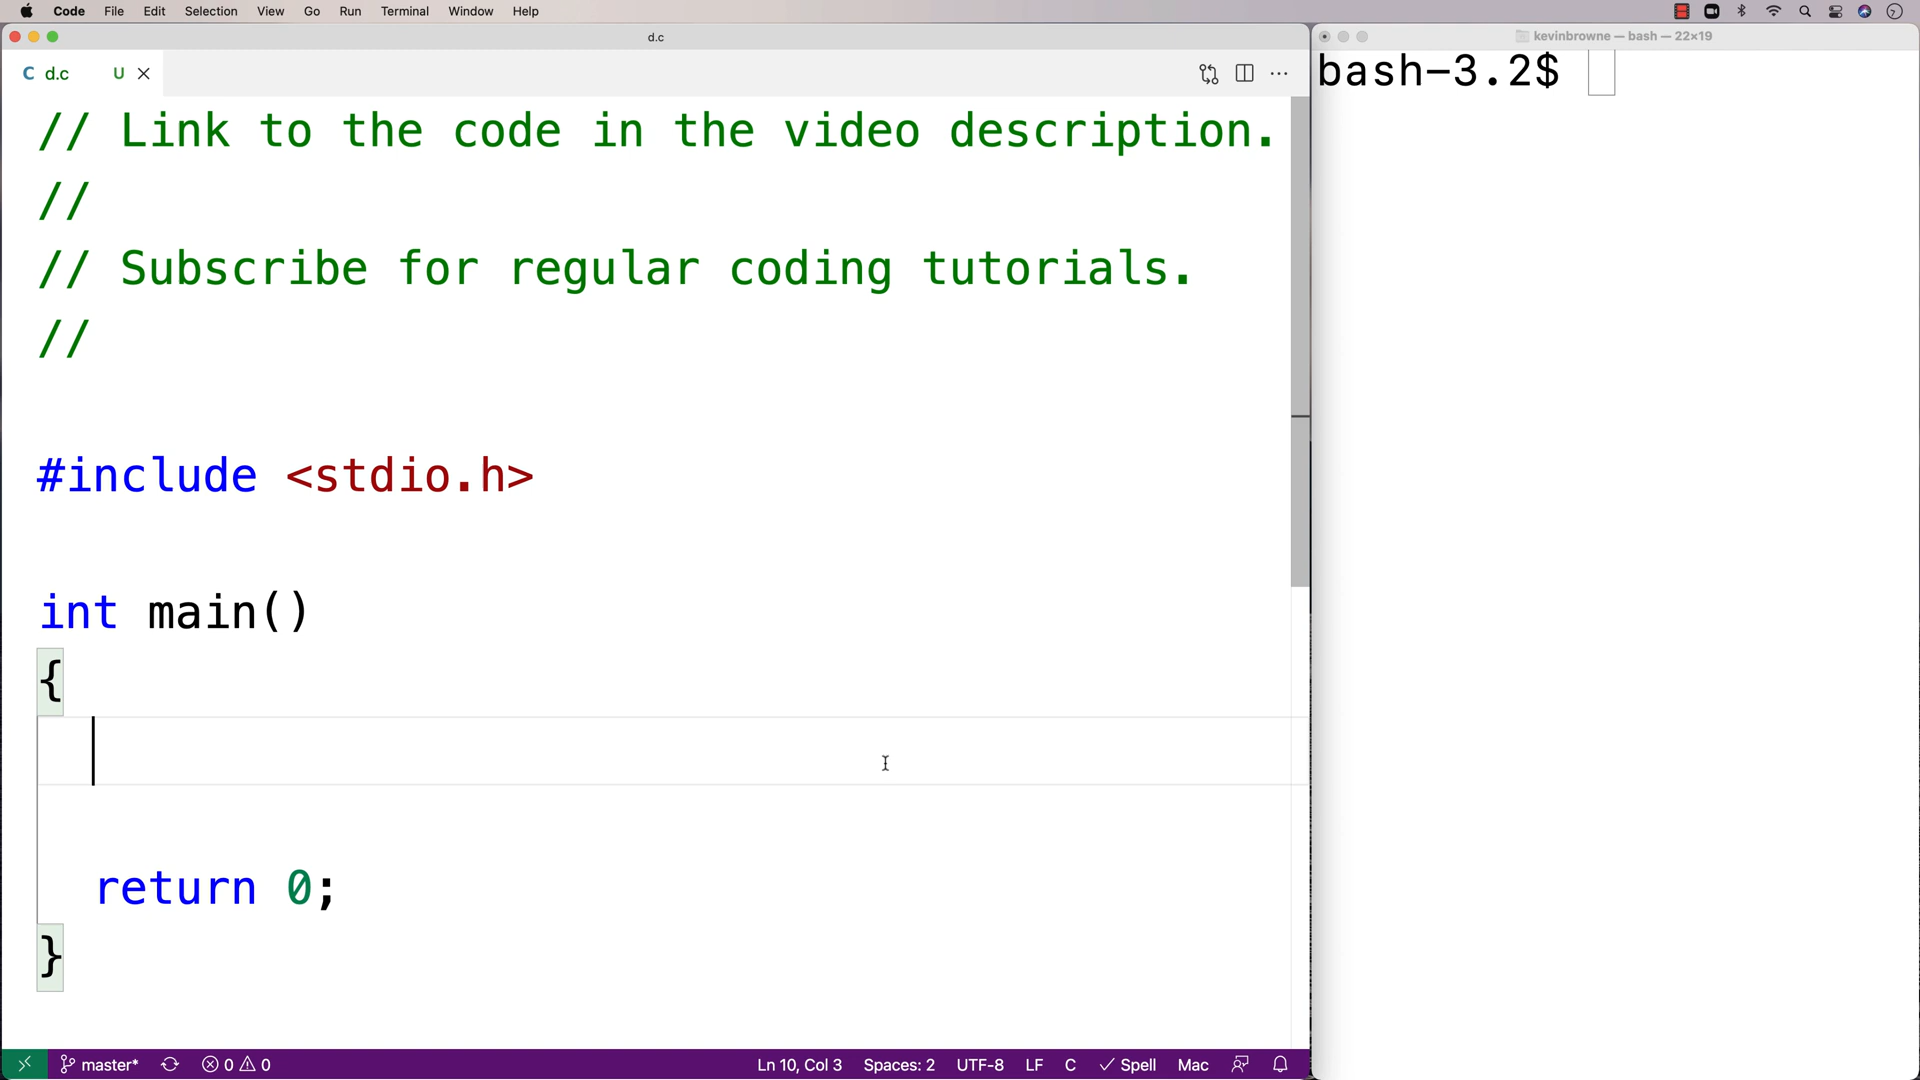 Code File Edit Selection View Go Run Terminal Window Help
d.c
C d.c U
// Link to the code in the video description.
//
// Subscribe for regular coding tutorials.
//
#include <stdio.h>
int main()
{
return 0;
}
master* 0 0 Ln 10, Col 3 Spaces: 2 UTF-8 LF C Spell Mac
kevinbrowne — bash — 22×19
bash-3.2$